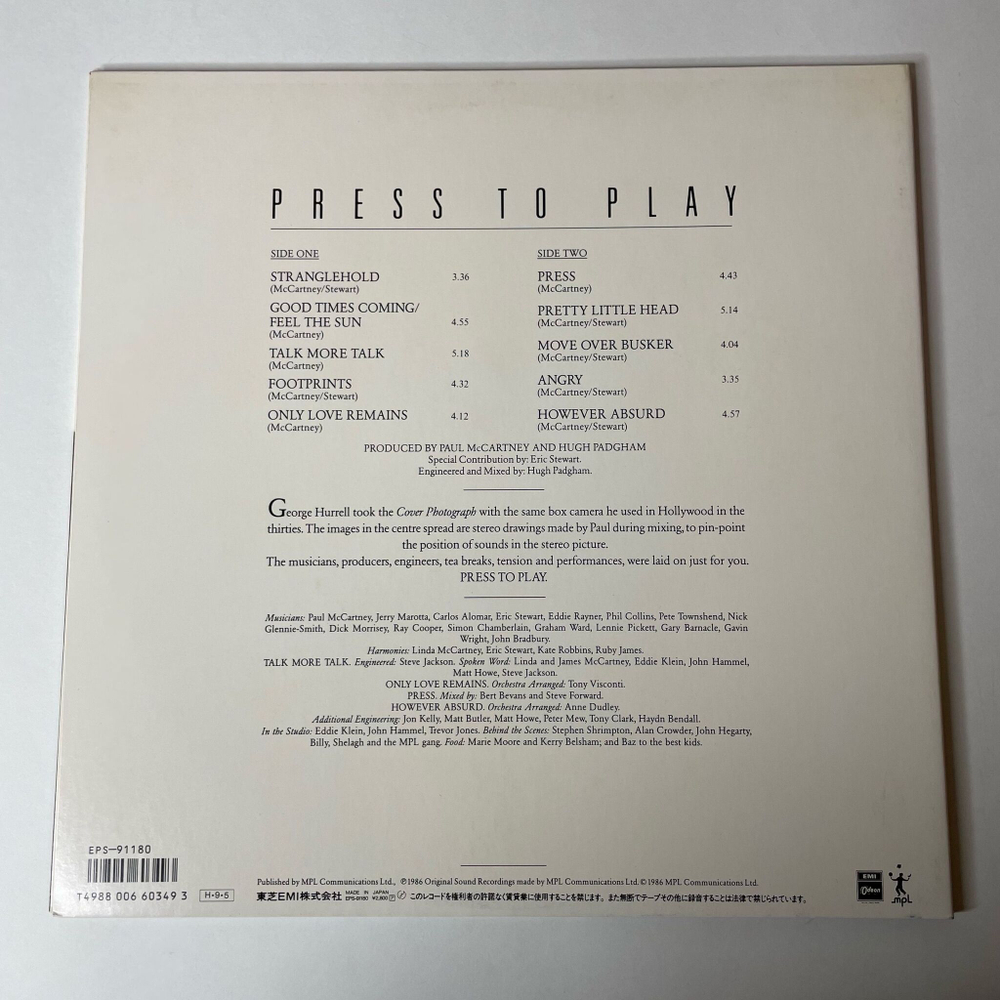 PRESS TO PLAY
SIDE ONE
STRANGLEHOLD 3.36
(McCartney/Stewart)
GOOD TIMES COMING/
FEEL THE SUN 4.55
(McCartney)
TALK MORE TALK 5.18
(McCartney)
FOOTPRINTS 4.32
(McCartney/Stewart)
ONLY LOVE REMAINS 4.12
(McCartney)
SIDE TWO
PRESS 4.43
(McCartney)
PRETTY LITTLE HEAD 5.14
(McCartney/Stewart)
MOVE OVER BUSKER 4.04
(McCartney/Stewart)
ANGRY 3.35
(McCartney/Stewart)
HOWEVER ABSURD 4.57
(McCartney/Stewart)
PRODUCED BY PAUL McCARTNEY AND HUGH PADGHAM
Special Contribution by: Eric Stewart.
Engineered and Mixed by: Hugh Padgham.
George Hurrell took the Cover Photograph with the same box camera he used in Hollywood in the
thirties. The images in the centre spread are stereo drawings made by Paul during mixing, to pin-point
the position of sounds in the stereo picture.
The musicians, producers, engineers, tea breaks, tension and performances, were laid on just for you.
PRESS TO PLAY.
Musicians: Paul McCartney, Jerry Marotta, Carlos Alomar, Eric Stewart, Eddie Rayner, Phil Collins, Pete Townshend, Nick
Glennie-Smith, Dick Morrisey, Ray Cooper, Simon Chamberlain, Graham Ward, Lennie Pickett, Gary Barnacle, Gavin
Wright, John Bradbury.
Harmonies: Linda McCartney, Eric Stewart, Kate Robbins, Ruby James.
TALK MORE TALK. Engineered: Steve Jackson. Spoken Word: Linda and James McCartney, Eddie Klein, John Hammel,
Matt Howe, Steve Jackson.
ONLY LOVE REMAINS. Orchestra Arranged: Tony Visconti.
PRESS. Mixed by: Bert Bevans and Steve Forward.
HOWEVER ABSURD. Orchestra Arranged: Anne Dudley.
Additional Engineering: Jon Kelly, Matt Butler, Matt Howe, Peter Mew, Tony Clark, Haydn Bendall.
In the Studio: Eddie Klein, John Hammel, Trevor Jones. Behind the Scenes: Stephen Shrimpton, Alan Crowder, John Hegarty,
Billy, Shelagh and the MPL gang. Food: Marie Moore and Kerry Belsham; and Baz to the best kids.
EPS-91180
T4988 006 60349 3
H·9·5
Published by MPL Communications Ltd., ℗1986 Original Sound Recordings made by MPL Communications Ltd. © 1986 MPL Communications Ltd.
東芝EMI株式会社 MADE IN JAPAN EPS-91180 ¥2,800 このレコードを権利者の許諾なく賃貸業に使用することを禁じます。また無断でテープその他に録音することは法律で禁じられています。
EMI
Odeon
mpl